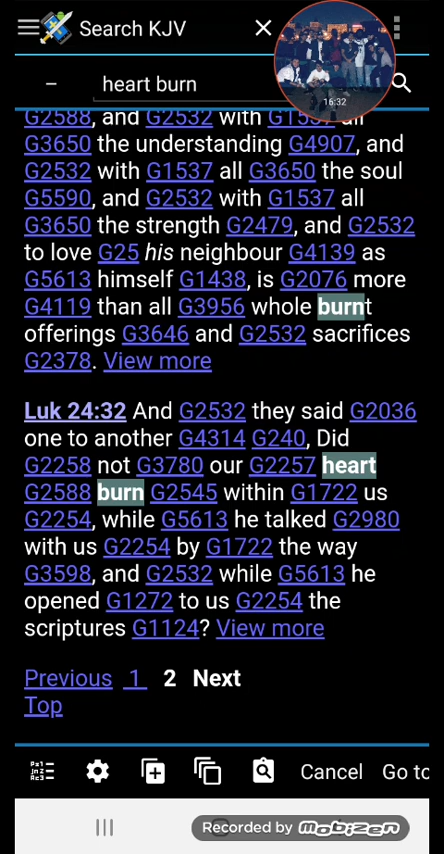 Search KJV
heart burn
16:32
G2588, and G2532 with G1537 all
G3650 the understanding G4907, and
G2532 with G1537 all G3650 the soul
G5590, and G2532 with G1537 all
G3650 the strength G2479, and G2532
to love G25 his neighbour G4139 as
G5613 himself G1438, is G2076 more
G4119 than all G3956 whole burnt
offerings G3646 and G2532 sacrifices
G2378. View more
Luk 24:32 And G2532 they said G2036
one to another G4314 G240, Did
G2258 not G3780 our G2257 heart
G2588 burn G2545 within G1722 us
G2254, while G5613 he talked G2980
with us G2254 by G1722 the way
G3598, and G2532 while G5613 he
opened G1272 to us G2254 the
scriptures G1124? View more
Previous 1 2 Next
Top
Cancel Go to
Recorded by Mobizen